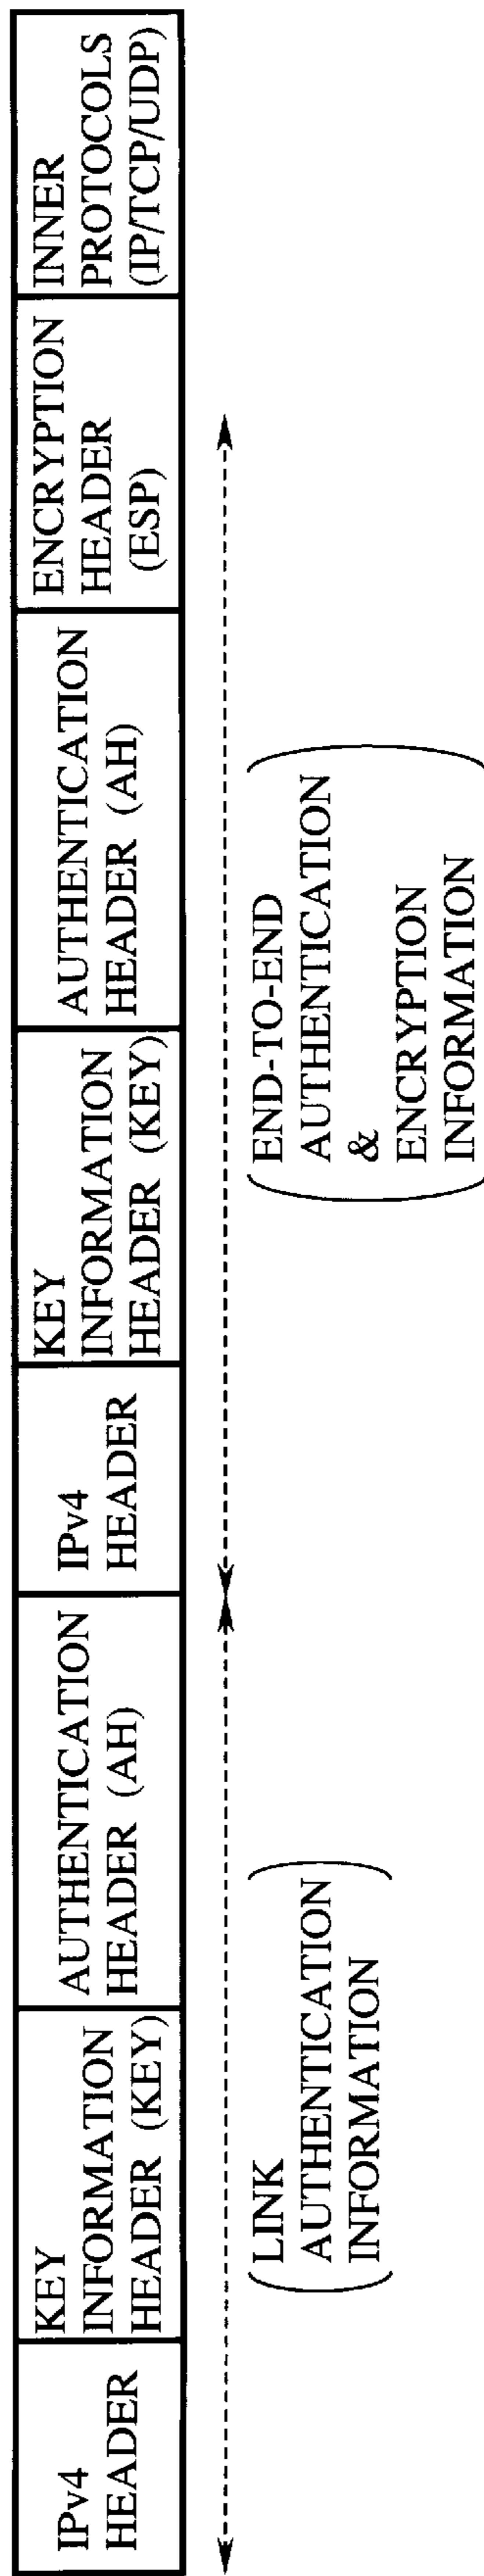 IPv4
HEADER
KEY
INFORMATION
HEADER (KEY)
AUTHENTICATION
HEADER (AH)
IPv4
HEADER
KEY
INFORMATION
HEADER (KEY)
AUTHENTICATION
HEADER (AH)
ENCRYPTION
HEADER
(ESP)
INNER
PROTOCOLS
(IP/TCP/UDP)
LINK
AUTHENTICATION
INFORMATION
END-TO-END
AUTHENTICATION
&
ENCRYPTION
INFORMATION